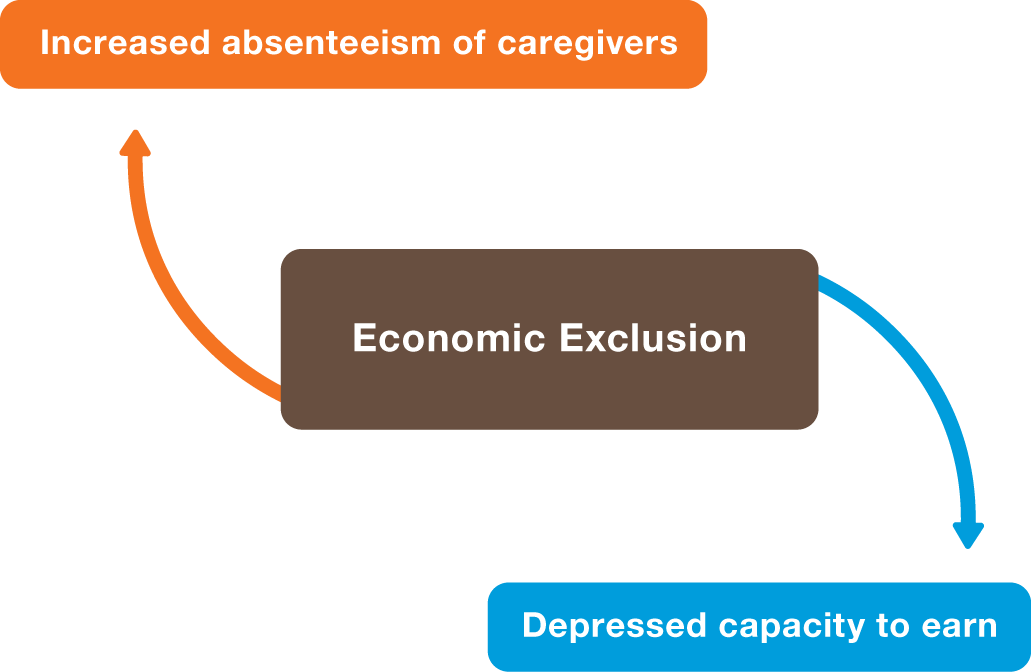 Increased absenteeism of caregivers
Economic Exclusion
Depressed capacity to earn